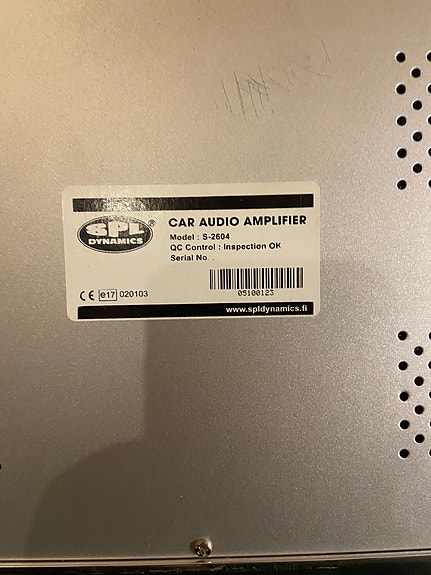 SPL®
DYNAMICS
CAR AUDIO AMPLIFIER
Model : S-2604
QC Control : Inspection OK
Serial No. :
05100123
CE e17 020103
www.spldynamics.fi